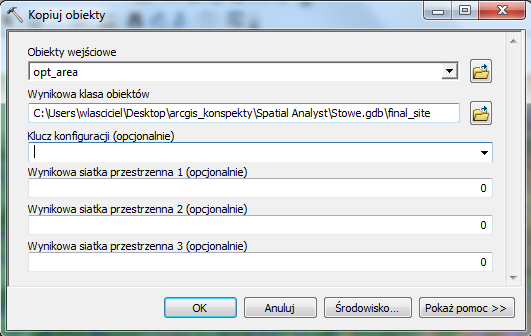 Kopiuj obiekty
Obiekty wejściowe
opt_area
Wynikowa klasa obiektów
C:\Users\wlasciciel\Desktop\arcgis_konspekty\Spatial Analyst\Stowe.gdb\final_site
Klucz konfiguracji (opcjonalnie)
Wynikowa siatka przestrzenna 1 (opcjonalnie)
0
Wynikowa siatka przestrzenna 2 (opcjonalnie)
0
Wynikowa siatka przestrzenna 3 (opcjonalnie)
0
OK Anuluj Środowisko... Pokaż pomoc >>